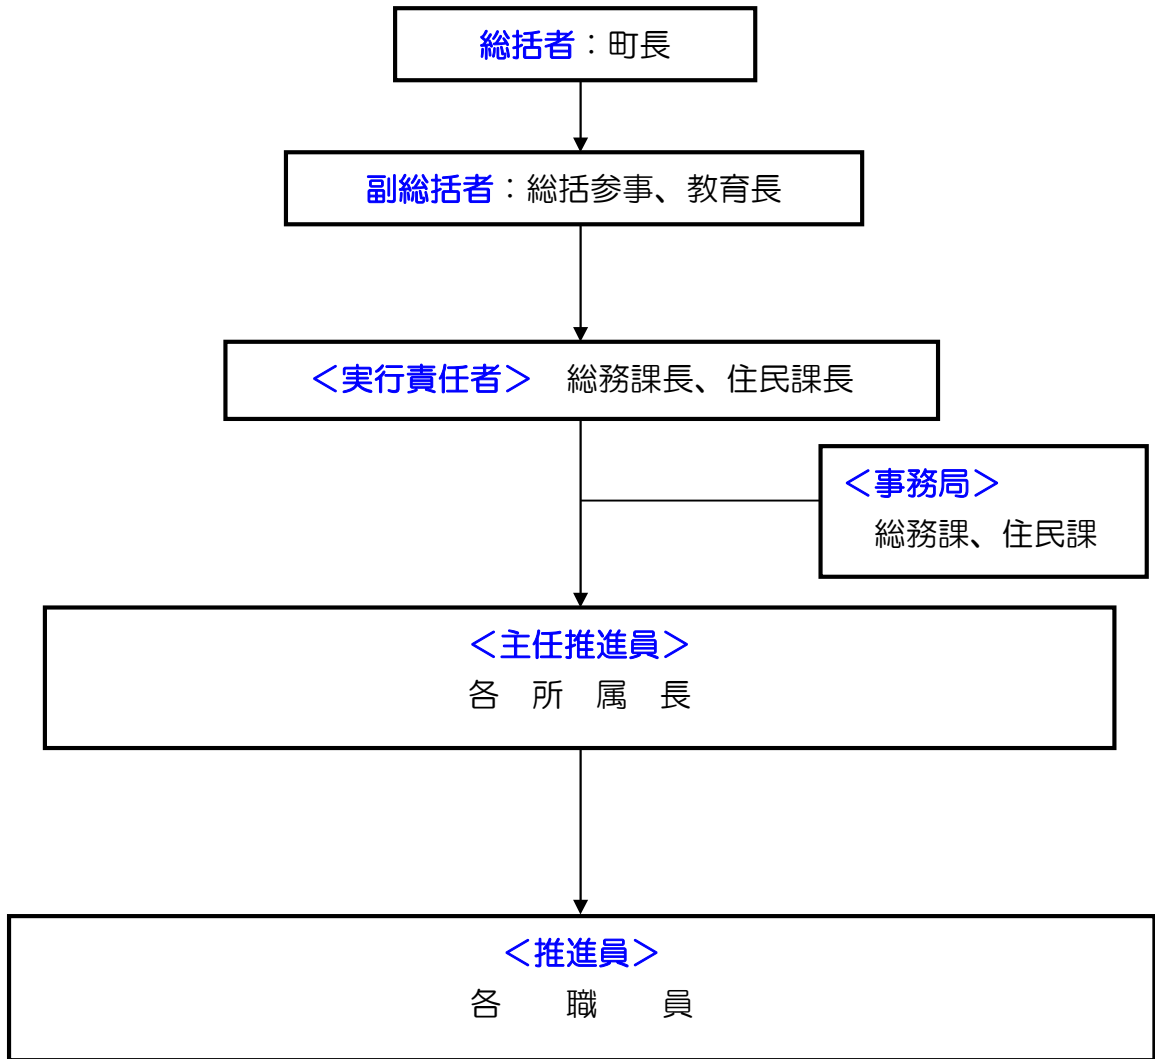 総括者：町長
副総括者：総括参事、教育長
＜実行責任者＞　総務課長、住民課長
＜事務局＞
総務課、住民課
＜主任推進員＞
各　所　属　長
＜推進員＞
各　　職　　員